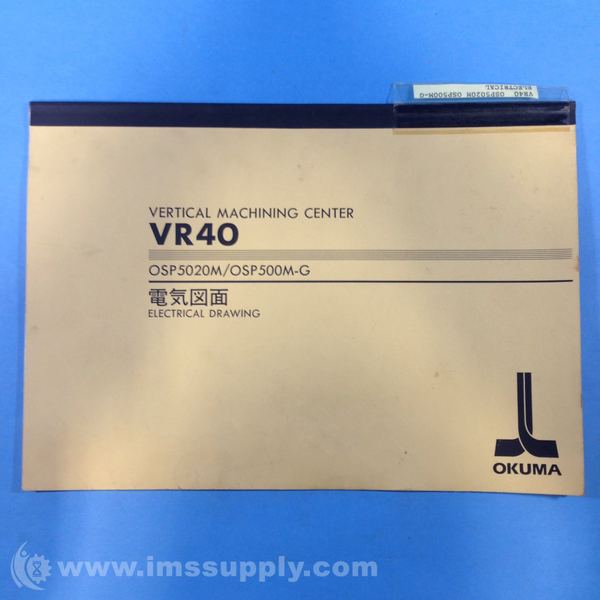 VR40 OSP5020M OSP500M-G
ELECTRICAL
VERTICAL MACHINING CENTER
VR40
OSP5020M/OSP500M-G
電気図面
ELECTRICAL DRAWING
OKUMA
www.imssupply.com